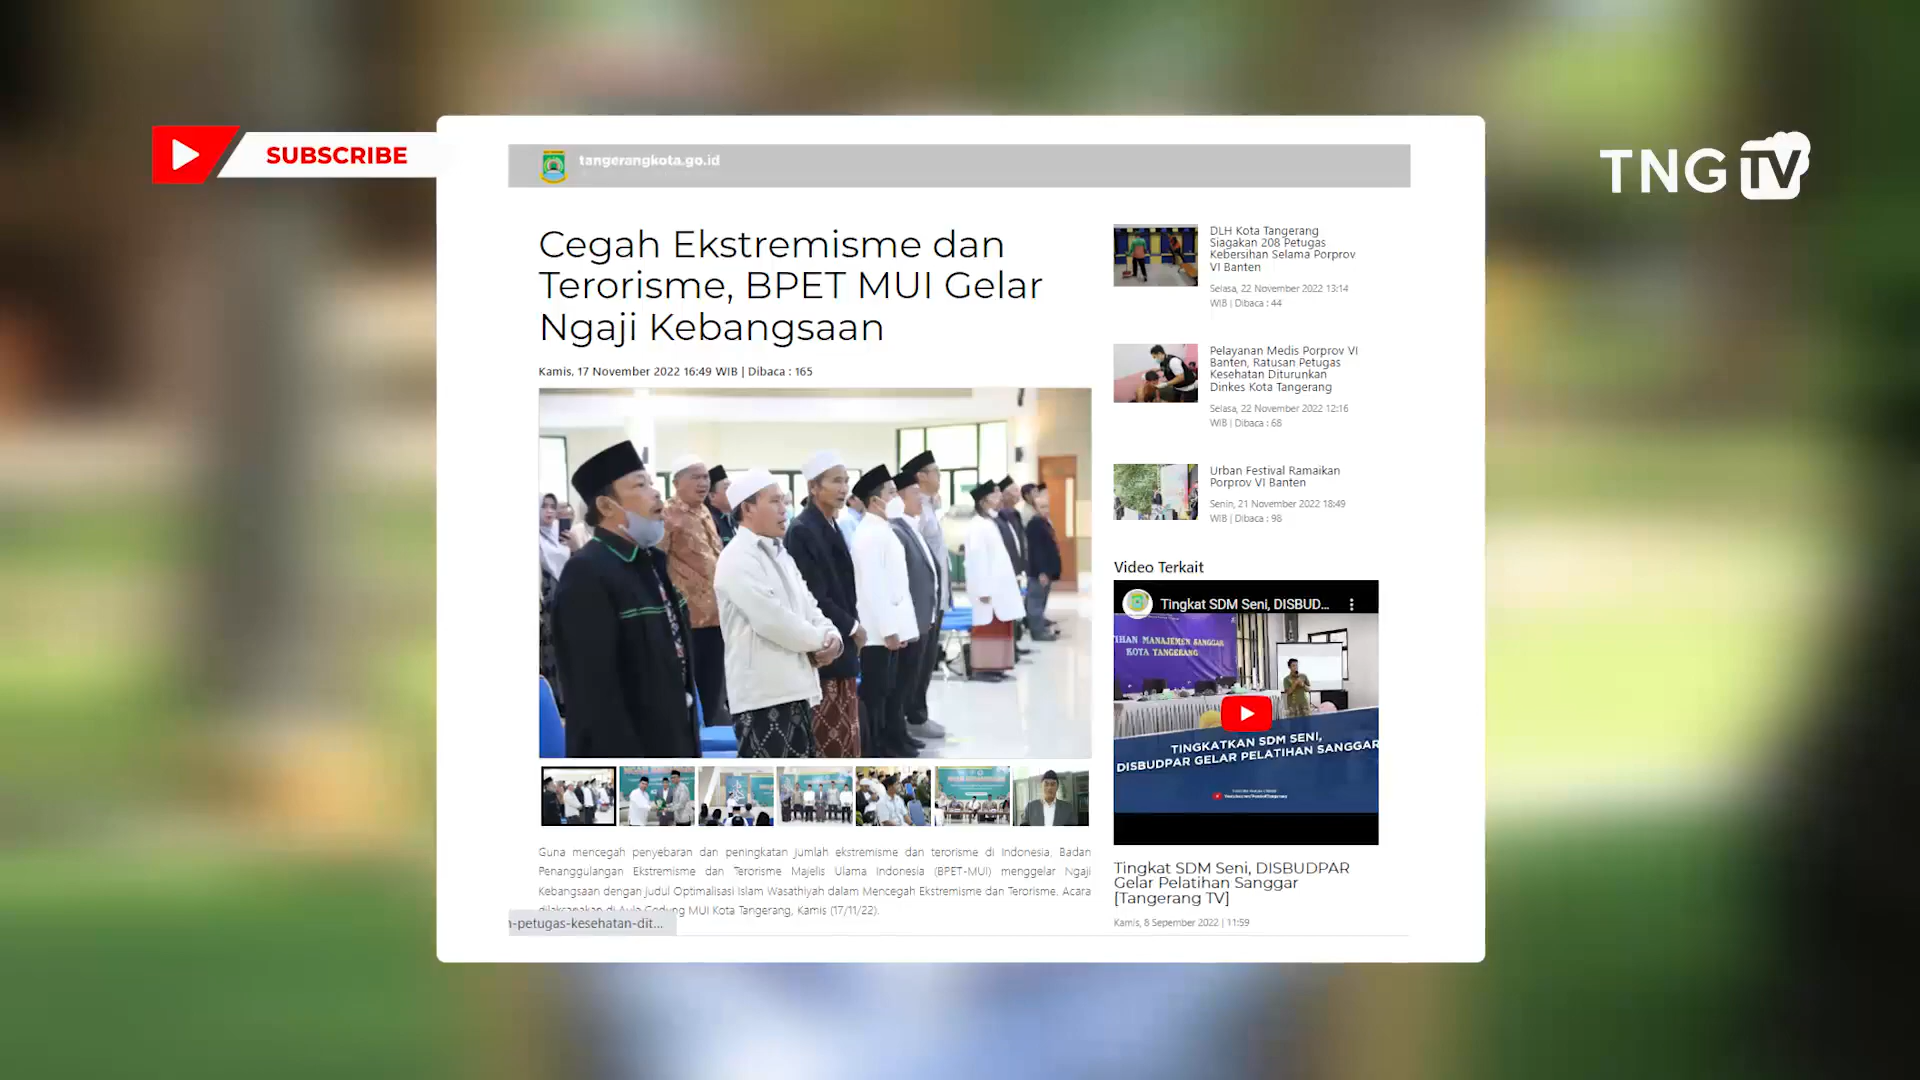 SUBSCRIBE
TNG TV
tangerangkota.go.id
Cegah Ekstremisme dan
Terorisme, BPET MUI Gelar
Ngaji Kebangsaan
Kamis, 17 November 2022 16:49 WIB | Dibaca : 165
Guna mencegah penyebaran dan peningkatan jumlah ekstremisme dan terorisme di Indonesia, Badan
Penanggulangan Ekstremisme dan Terorisme Majelis Ulama Indonesia (BPET-MUI) menggelar Ngaji
Kebangsaan dengan judul Optimalisasi Islam Wasathiyah dalam Mencegah Ekstremisme dan Terorisme. Acara
dilaksanakan di Aula Gedung MUI Kota Tangerang, Kamis (17/11/22).
n-petugas-kesehatan-dit...
DLH Kota Tangerang
Siagakan 208 Petugas
Kebersihan Selama Porprov
VI Banten
Selasa, 22 November 2022 13:14
WIB | Dibaca : 44
Pelayanan Medis Porprov VI
Banten, Ratusan Petugas
Kesehatan Diturunkan
Dinkes Kota Tangerang
Selasa, 22 November 2022 12:16
WIB | Dibaca : 68
Urban Festival Ramaikan
Porprov VI Banten
Senin, 21 November 2022 18:49
WIB | Dibaca : 98
Video Terkait
Tingkat SDM Seni, DISBUD...
IHAN MANAJEMEN SANGGAR
KOTA TANGERANG
TINGKATKAN SDM SENI,
DISBUDPAR GELAR PELATIHAN SANGGAR
Tingkat SDM Seni, DISBUDPAR
Gelar Pelatihan Sanggar
[Tangerang TV]
Kamis, 8 September 2022 | 11:59